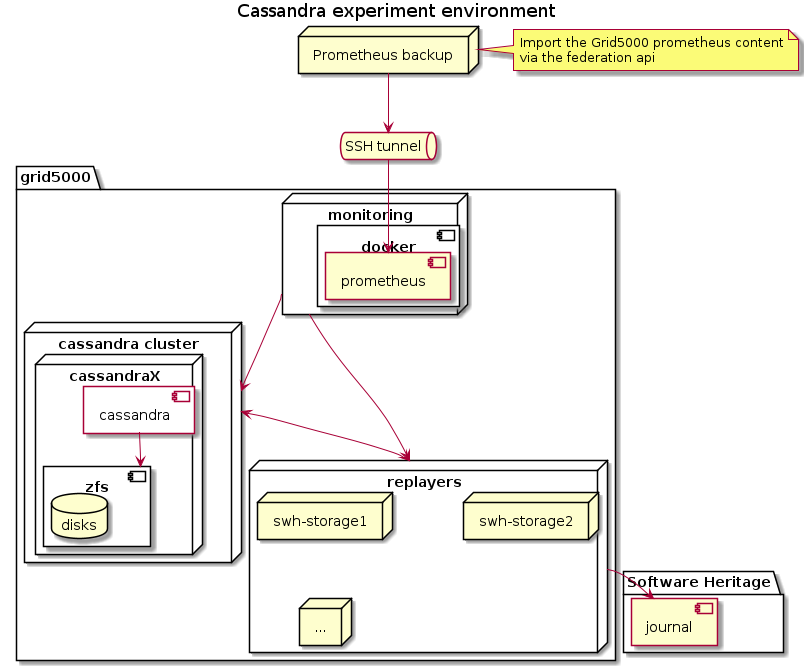 Cassandra experiment environment
Prometheus backup
Import the Grid5000 prometheus content
via the federation api
SSH tunnel
grid5000
monitoring
docker
prometheus
cassandra cluster
cassandraX
cassandra
zfs
disks
replayers
swh-storage1
swh-storage2
...
Software Heritage
journal